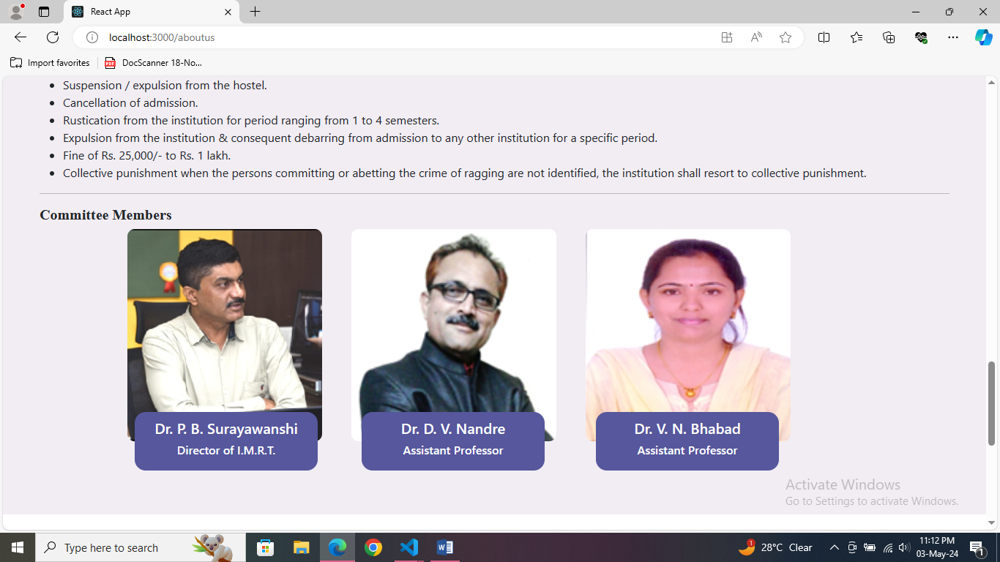 React App
localhost:3000/aboutus
Import favorites
PDF
DocScanner 18-No...
Suspension / expulsion from the hostel.
Cancellation of admission.
Rustication from the institution for period ranging from 1 to 4 semesters.
Expulsion from the institution & consequent debarring from admission to any other institution for a specific period.
Fine of Rs. 25,000/- to Rs. 1 lakh.
Collective punishment when the persons committing or abetting the crime of ragging are not identified, the institution shall resort to collective punishment.
Committee Members
Dr. P. B. Surayawanshi
Director of I.M.R.T.
Dr. D. V. Nandre
Assistant Professor
Dr. V. N. Bhabad
Assistant Professor
Activate Windows
Go to Settings to activate Windows.
Type here to search
1
28°C Clear
11:12 PM
03-May-24
1